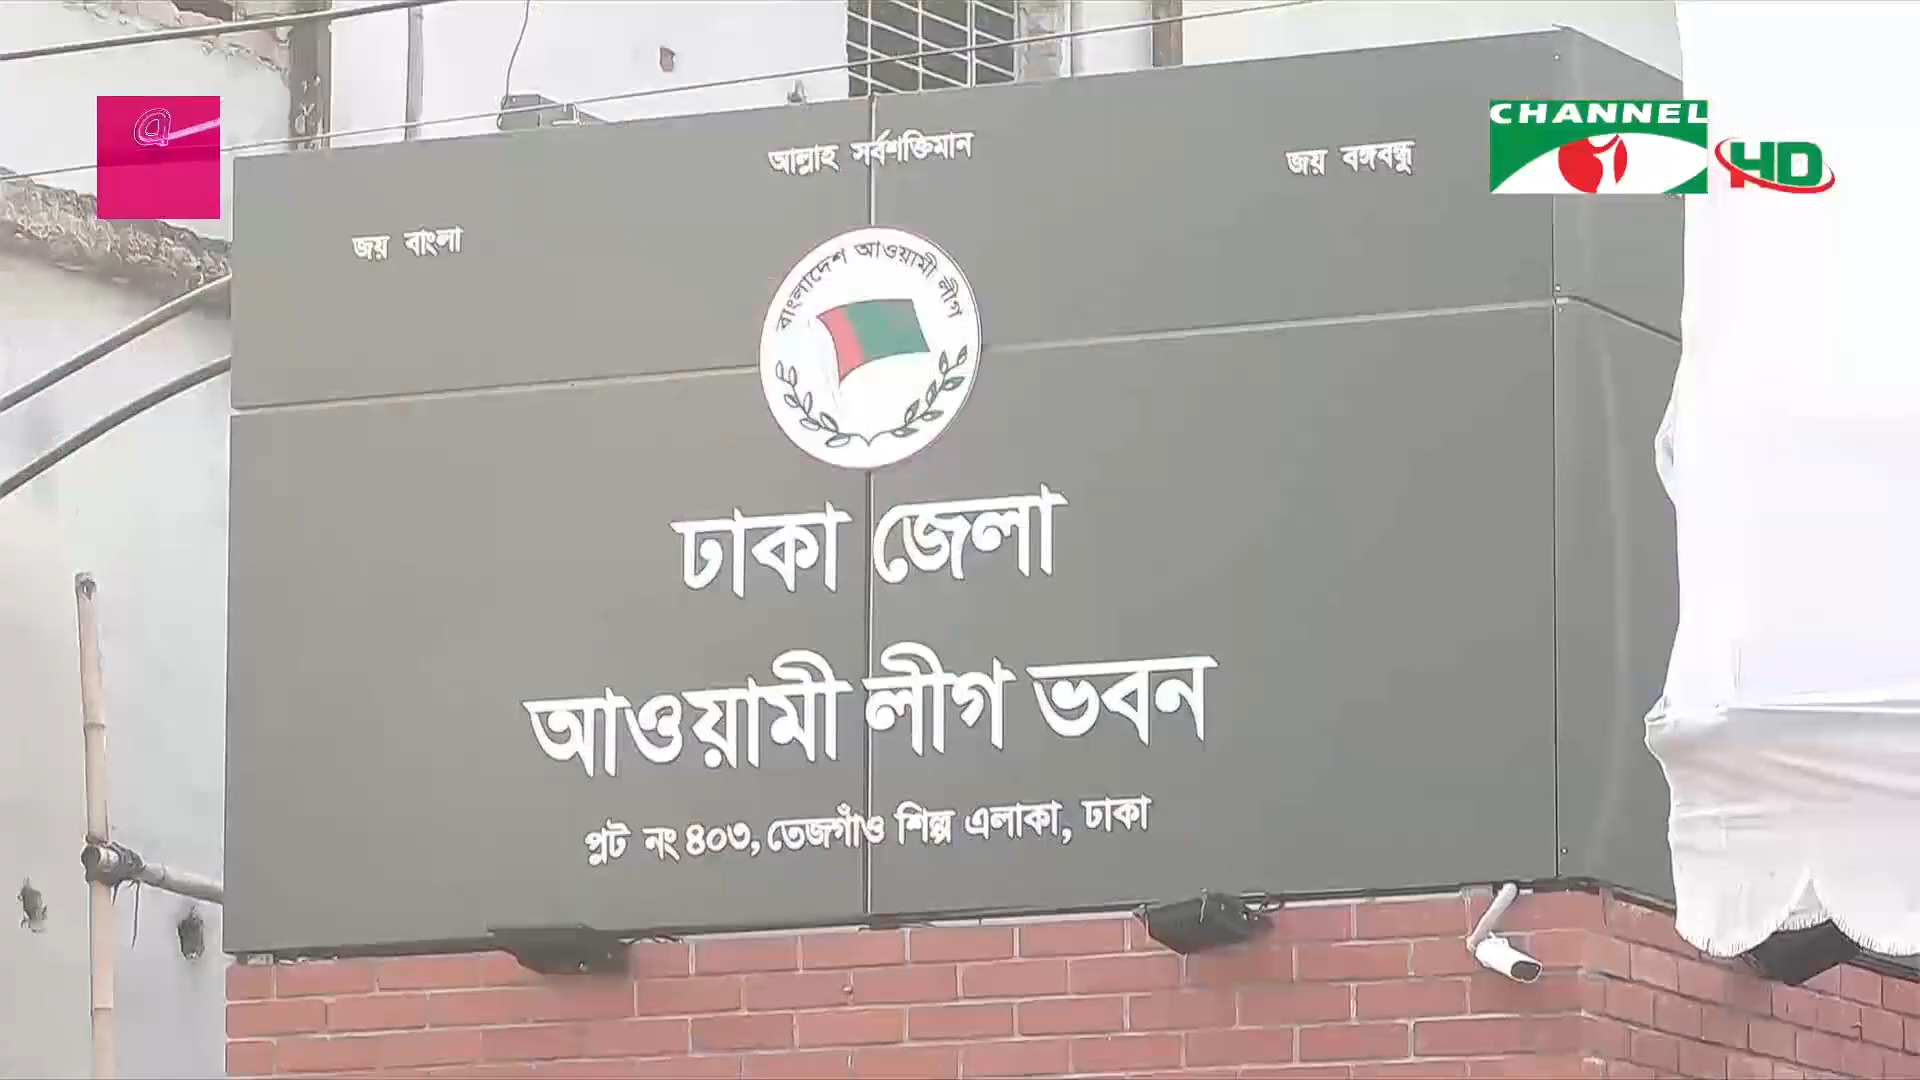 আল্লাহ সর্বশক্তিমান
জয় বাংলা
জয় বঙ্গবন্ধু
বাংলাদেশ আওয়ামী লীগ
ঢাকা জেলা
আওয়ামী লীগ ভবন
প্লট নং ৪০৩, তেজগাঁও শিল্প এলাকা, ঢাকা
CHANNEL
HD